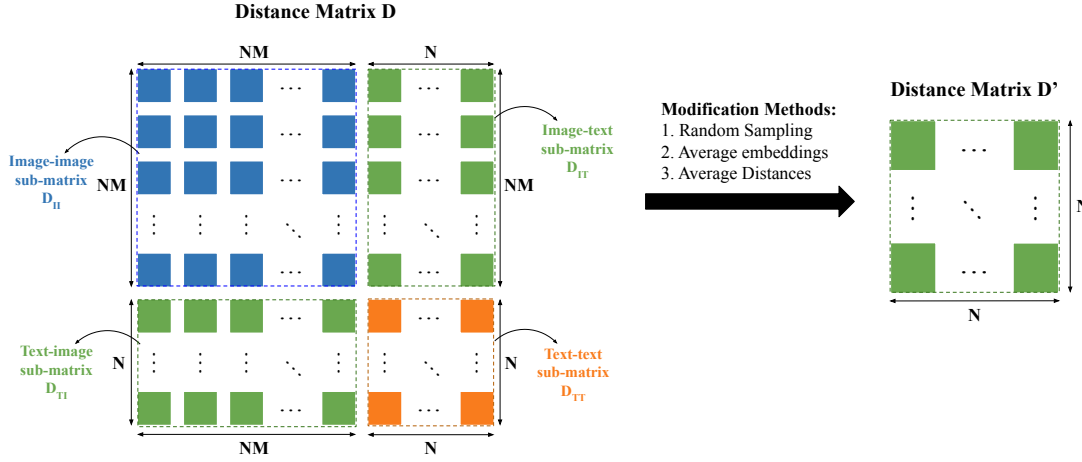 Distance Matrix D
NM
N
NM
Image-image
sub-matrix
D_II
Image-text
sub-matrix
D_IT
NM
Modification Methods:
1. Random Sampling
2. Average embeddings
3. Average Distances
Distance Matrix D’
N
N
Text-image
sub-matrix
D_TI
N
Text-text
sub-matrix
D_TT
N
NM
N